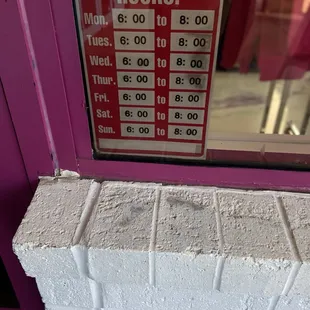 Mon. 6:00 to 8:00
Tues. 6:00 to 8:00
Wed. 6:00 to 8:00
Thur. 6:00 to 8:00
Fri. 6:00 to 8:00
Sat. 6:00 to 8:00
Sun. 6:00 to 8:00